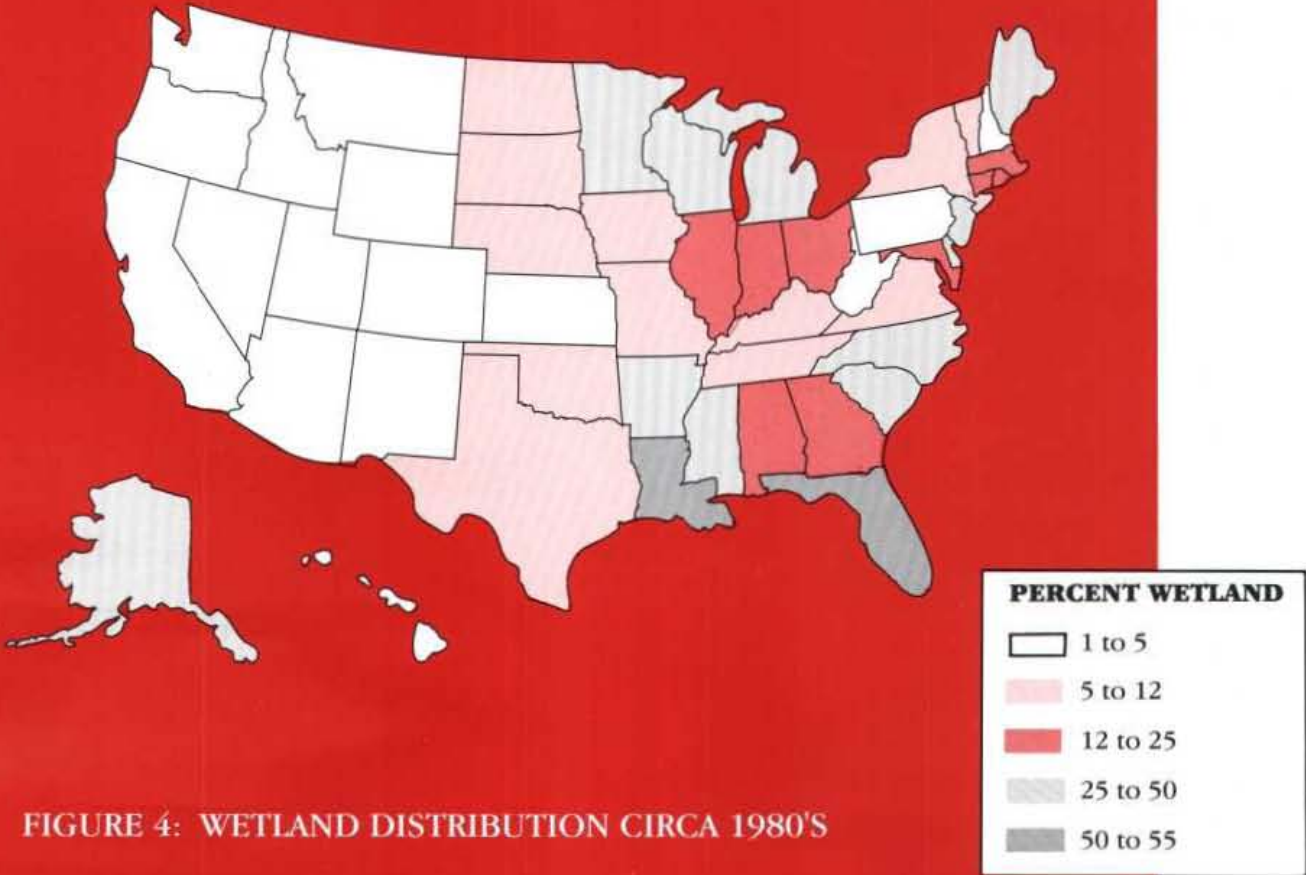 PERCENT WETLAND
1 to 5
5 to 12
12 to 25
25 to 50
50 to 55
FIGURE 4: WETLAND DISTRIBUTION CIRCA 1980'S